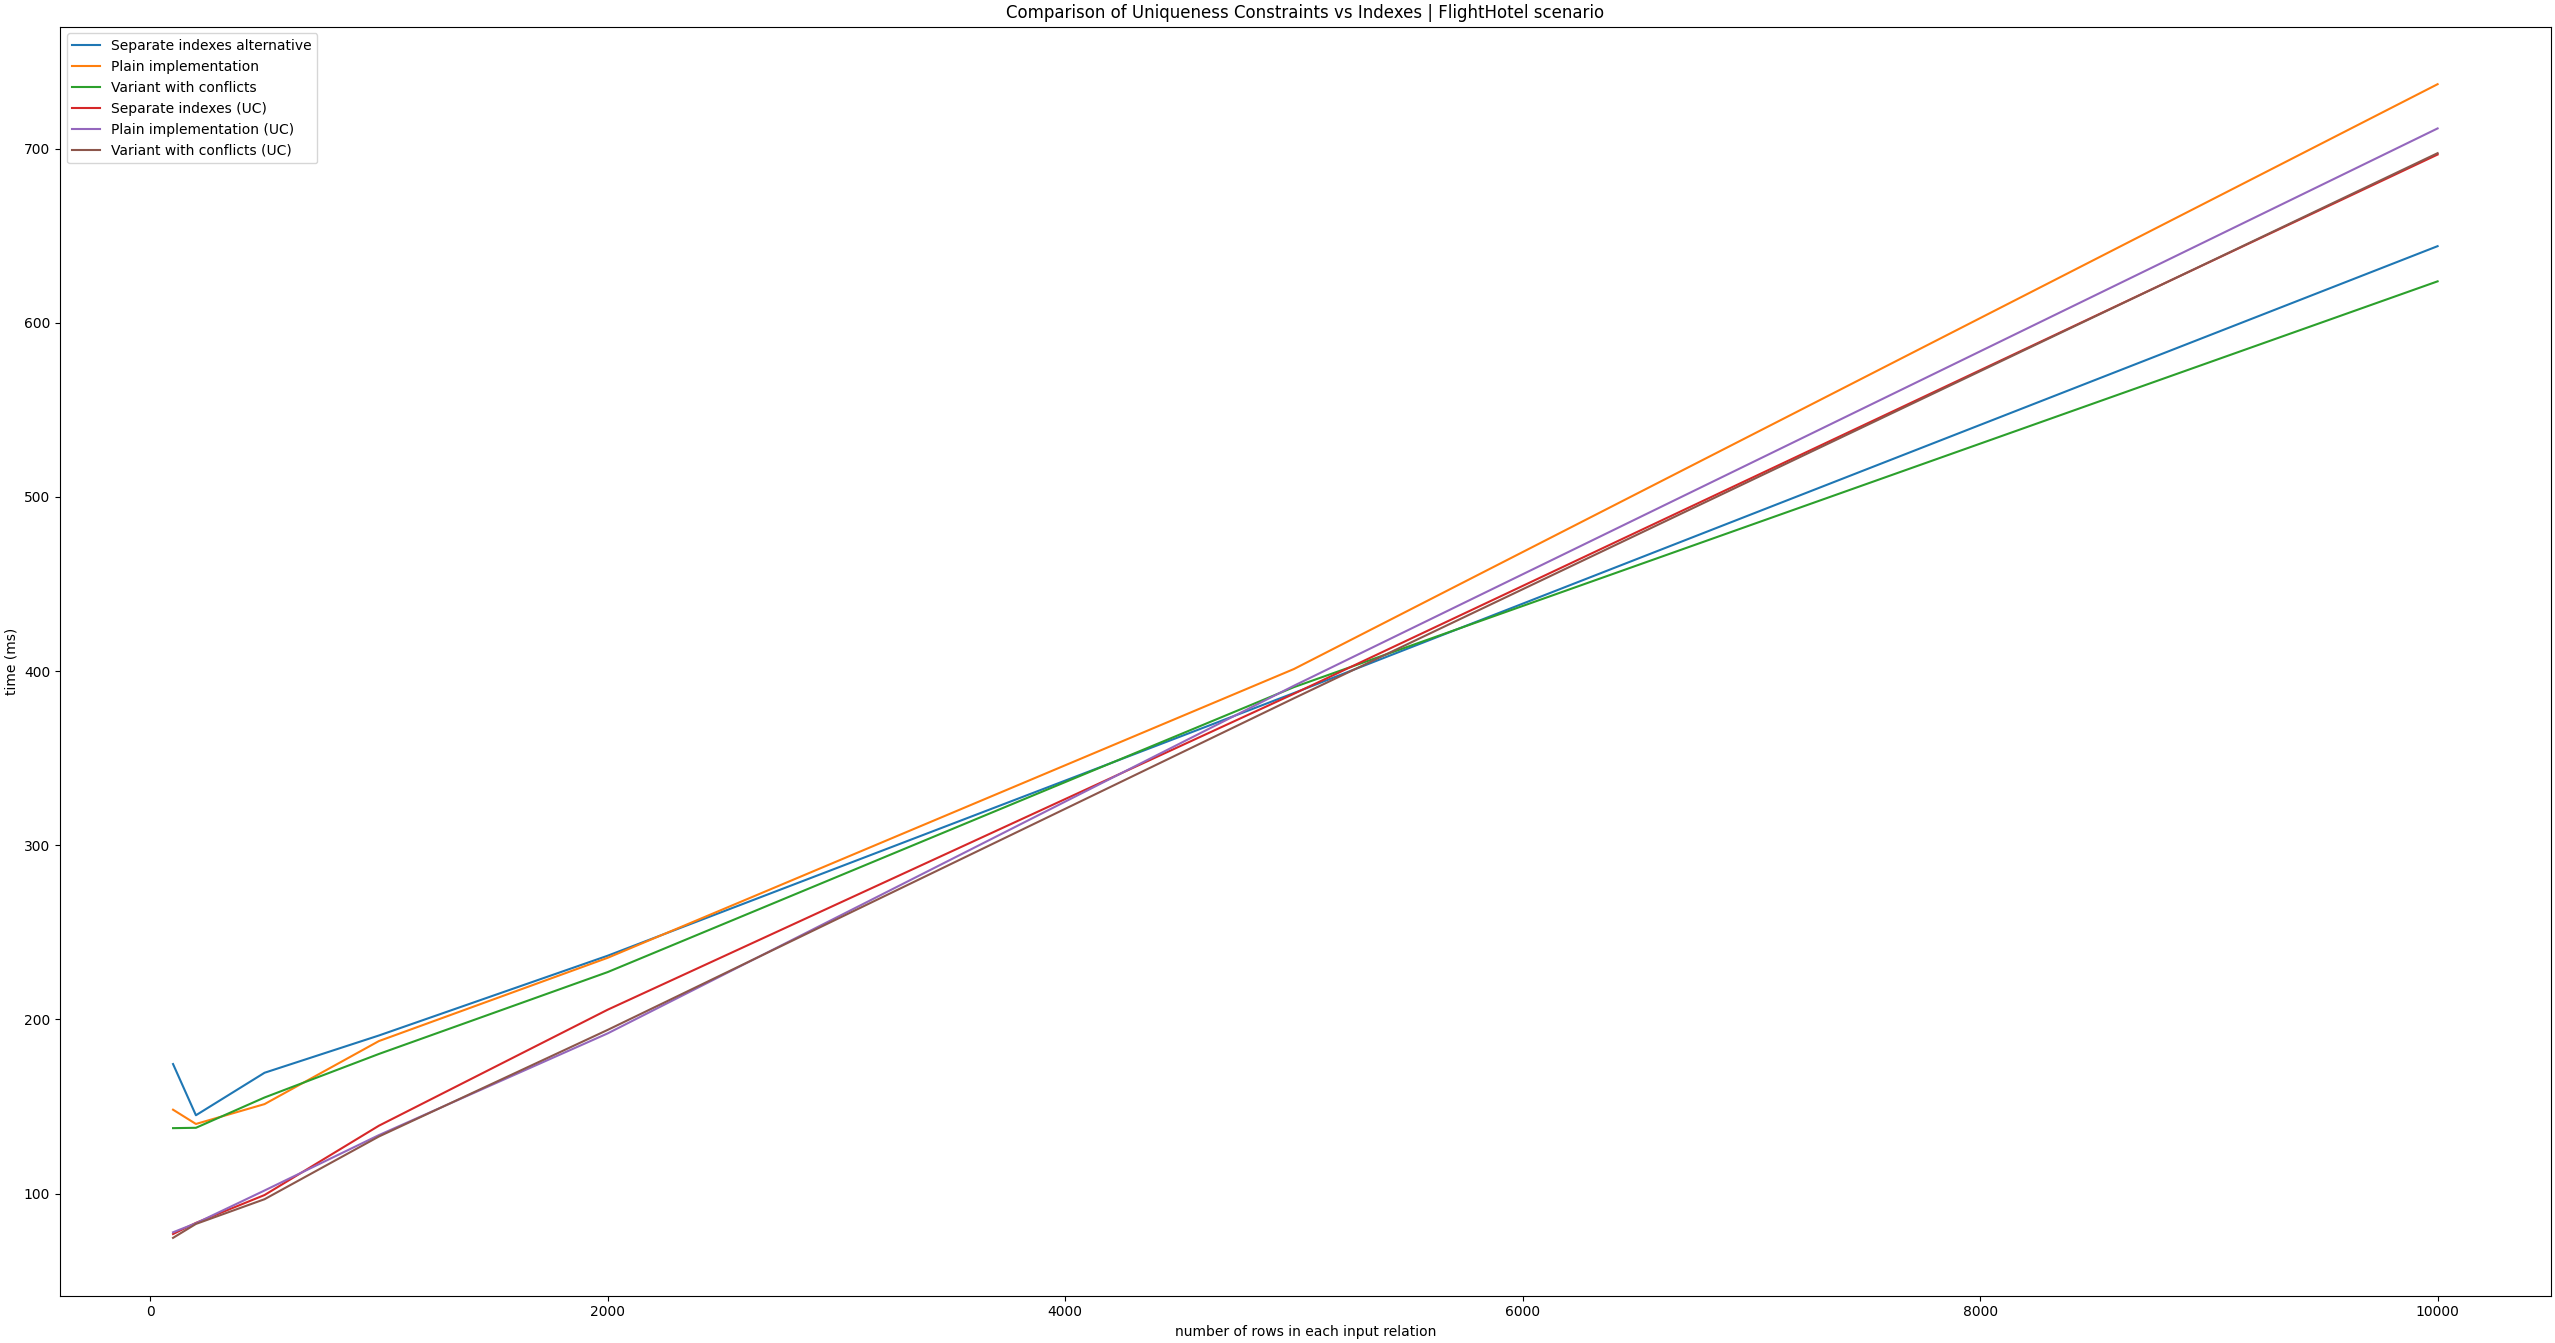 Comparison of Uniqueness Constraints vs Indexes | FlightHotel scenario
Separate indexes alternative
Plain implementation
Variant with conflicts
Separate indexes (UC)
Plain implementation (UC)
Variant with conflicts (UC)
700
600
500
400
300
200
100
time (ms)
0 2000 4000 6000 8000 10000
number of rows in each input relation